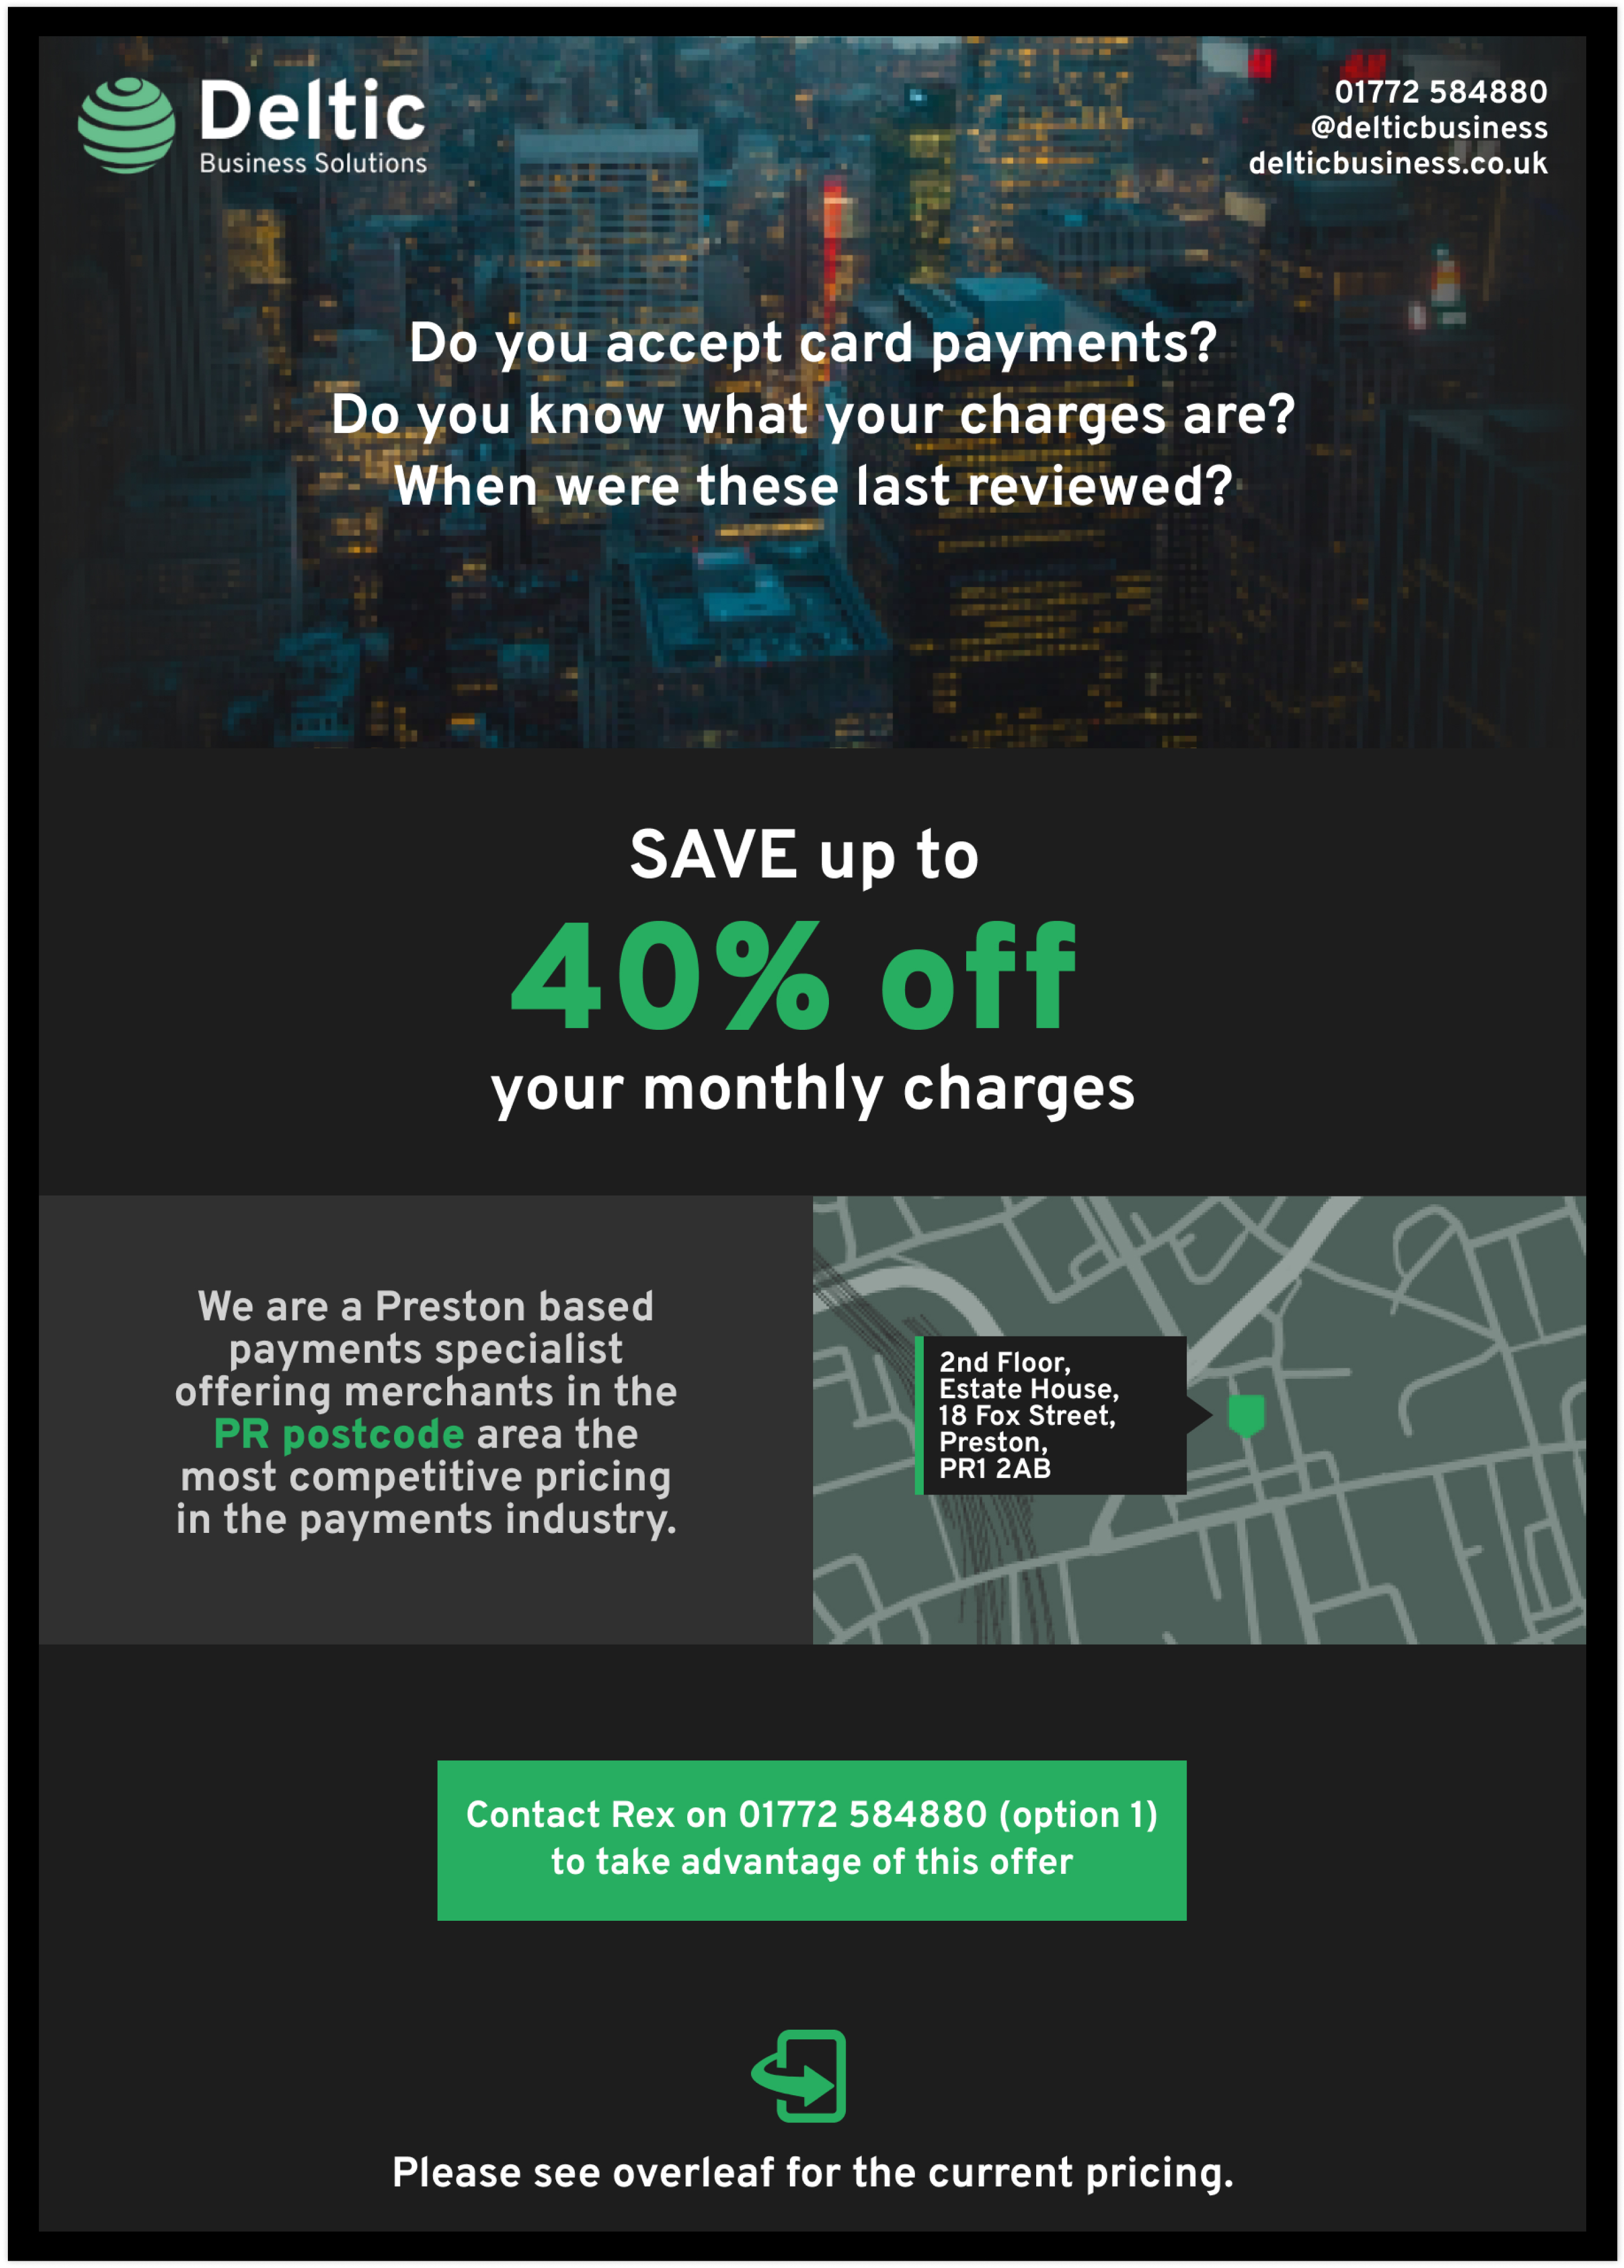 Deltic
Business Solutions
01772 584880
@delticbusiness
delticbusiness.co.uk
Do you accept card payments?
Do you know what your charges are?
When were these last reviewed?
SAVE up to
40% off
your monthly charges
We are a Preston based
payments specialist
offering merchants in the
PR postcode area the
most competitive pricing
in the payments industry.
2nd Floor,
Estate House,
18 Fox Street,
Preston,
PR1 2AB
Contact Rex on 01772 584880 (option 1)
to take advantage of this offer
Please see overleaf for the current pricing.